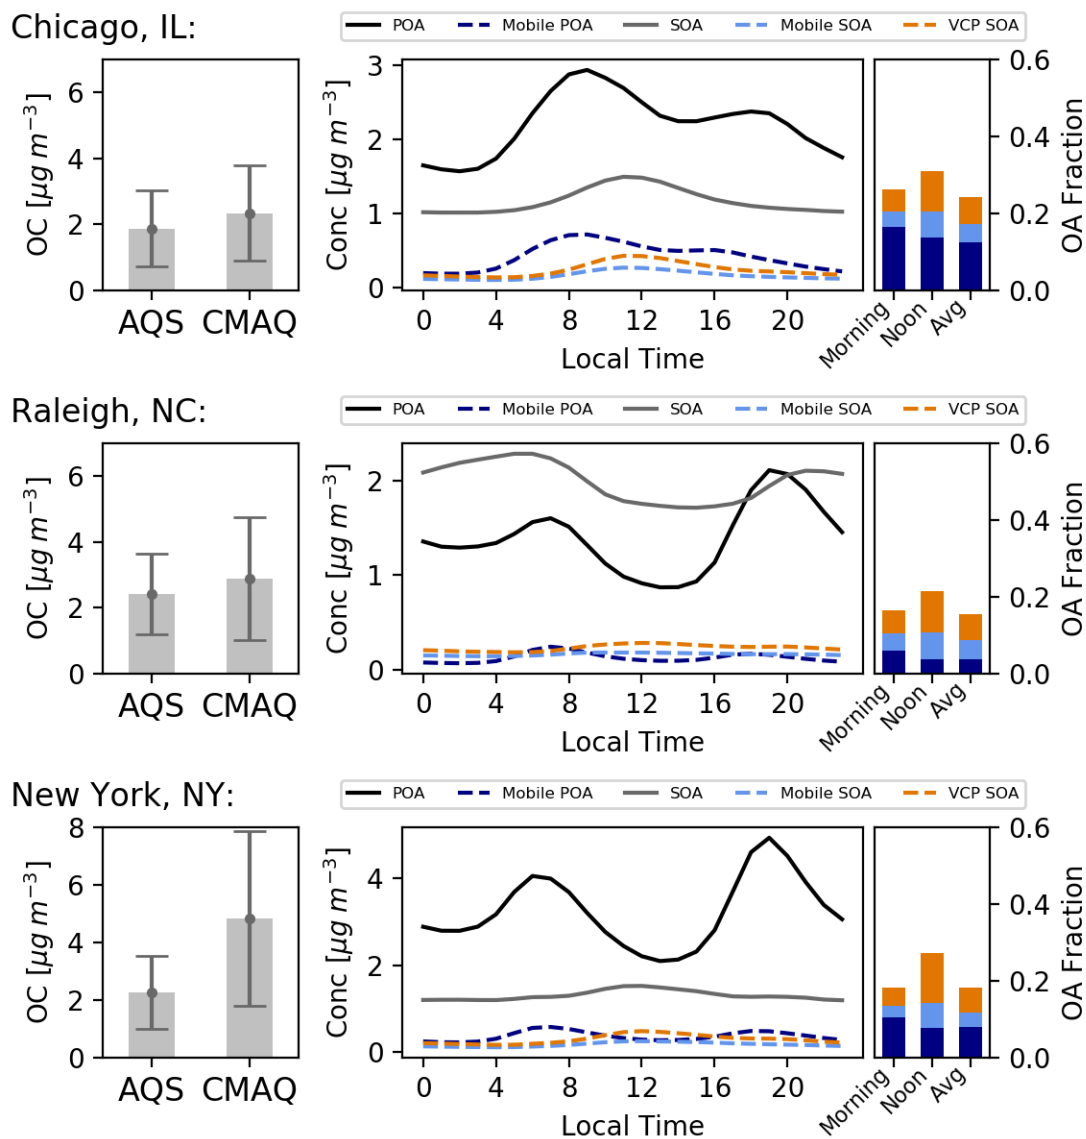 Chicago, IL:
POA Mobile POA SOA Mobile SOA VCP SOA
OC [μg m⁻³]
6
4
2
0
AQS CMAQ
Conc [μg m⁻³]
3
2
1
0
0 4 8 12 16 20
Local Time
0.6
0.4
0.2
0.0
OA Fraction
Morning Noon Avg
Raleigh, NC:
POA Mobile POA SOA Mobile SOA VCP SOA
OC [μg m⁻³]
6
4
2
0
AQS CMAQ
Conc [μg m⁻³]
2
1
0
0 4 8 12 16 20
Local Time
0.6
0.4
0.2
0.0
OA Fraction
Morning Noon Avg
New York, NY:
POA Mobile POA SOA Mobile SOA VCP SOA
OC [μg m⁻³]
8
6
4
2
0
AQS CMAQ
Conc [μg m⁻³]
4
2
0
0 4 8 12 16 20
Local Time
0.6
0.4
0.2
0.0
OA Fraction
Morning Noon Avg